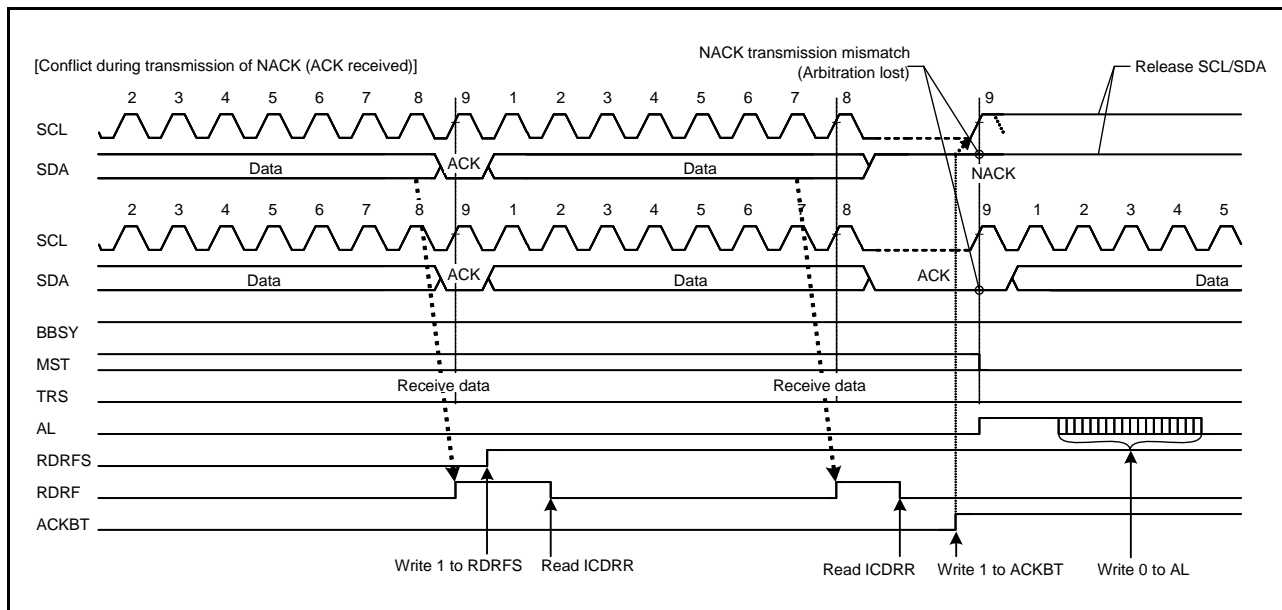 [Conflict during transmission of NACK (ACK received)]
NACK transmission mismatch
(Arbitration lost)
Release SCL/SDA
2 3 4 5 6 7 8 9 1 2 3 4 5 6 7 8 9
SCL
SDA
Data ACK Data NACK
2 3 4 5 6 7 8 9 1 2 3 4 5 6 7 8 9 1 2 3 4 5
SCL
SDA
Data ACK Data ACK Data
BBSY
MST
Receive data Receive data
TRS
AL
RDRFS
RDRF
ACKBT
Write 1 to RDRFS Read ICDRR Read ICDRR Write 1 to ACKBT Write 0 to AL